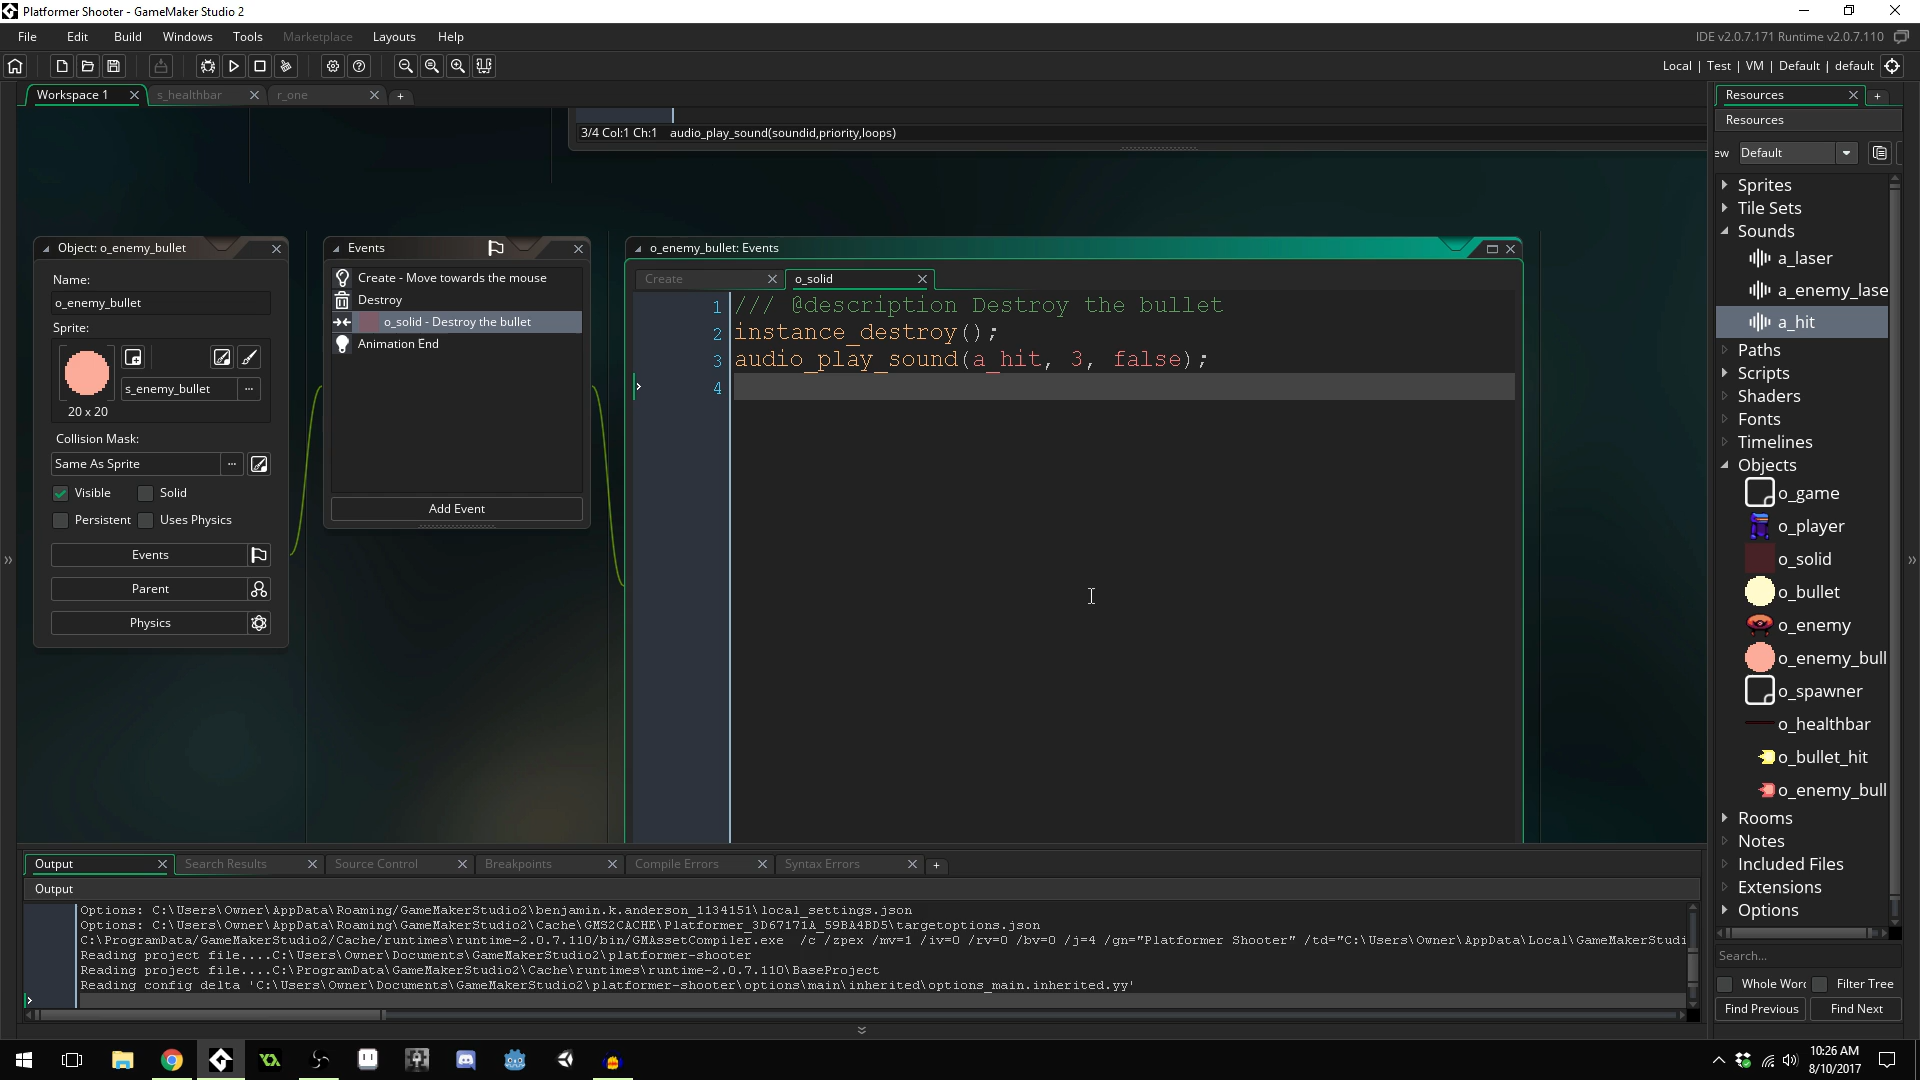 Platformer Shooter - GameMaker Studio 2
File Edit Build Windows Tools Marketplace Layouts Help
IDE v2.0.7.171 Runtime v2.0.7.110
Local | Test | VM | Default | default
Workspace 1
s_healthbar
r_one
3/4 Col:1 Ch:1 audio_play_sound(soundid,priority,loops)
Object: o_enemy_bullet
Name:
o_enemy_bullet
Sprite:
s_enemy_bullet
20 x 20
Collision Mask:
Same As Sprite
Visible
Solid
Persistent
Uses Physics
Events
Parent
Physics
Events
Create - Move towards the mouse
Destroy
o_solid - Destroy the bullet
Animation End
Add Event
o_enemy_bullet: Events
Create
o_solid
1 /// @description Destroy the bullet
2 instance_destroy();
3 audio_play_sound(a_hit, 3, false);
4
Resources
Resources
ew Default
Sprites
Tile Sets
Sounds
a_laser
a_enemy_lase
a_hit
Paths
Scripts
Shaders
Fonts
Timelines
Objects
o_game
o_player
o_solid
o_bullet
o_enemy
o_enemy_bull
o_spawner
o_healthbar
o_bullet_hit
o_enemy_bull
Rooms
Notes
Included Files
Extensions
Options
Search...
Whole Word
Filter Tree
Find Previous
Find Next
Output
Search Results
Source Control
Breakpoints
Compile Errors
Syntax Errors
Output
Options: C:\Users\Owner\AppData\Roaming/GameMakerStudio2\benjamin.k.anderson_1134151\local_settings.json
Options: C:\Users\Owner\AppData\Roaming\GameMakerStudio2\Cache\GMS2CACHE\Platformer_3D67171A_59BA4BD5\targetoptions.json
C:\ProgramData/GameMakerStudio2/Cache/runtimes\runtime-2.0.7.110/bin/GMAssetCompiler.exe /c /zpex /mv=1 /iv=0 /rv=0 /bv=0 /j=4 /gn="Platformer Shooter" /td="C:\Users\Owner\AppData\Local\GameMakerStudi
Reading project file....C:\Users\Owner\Documents\GameMakerStudio2\platformer-shooter
Reading project file....C:\ProgramData\GameMakerStudio2\Cache\runtimes\runtime-2.0.7.110\BaseProject
Reading config delta 'C:\Users\Owner\Documents\GameMakerStudio2\platformer-shooter\options\main\inherited\options_main.inherited.yy'
10:26 AM
8/10/2017